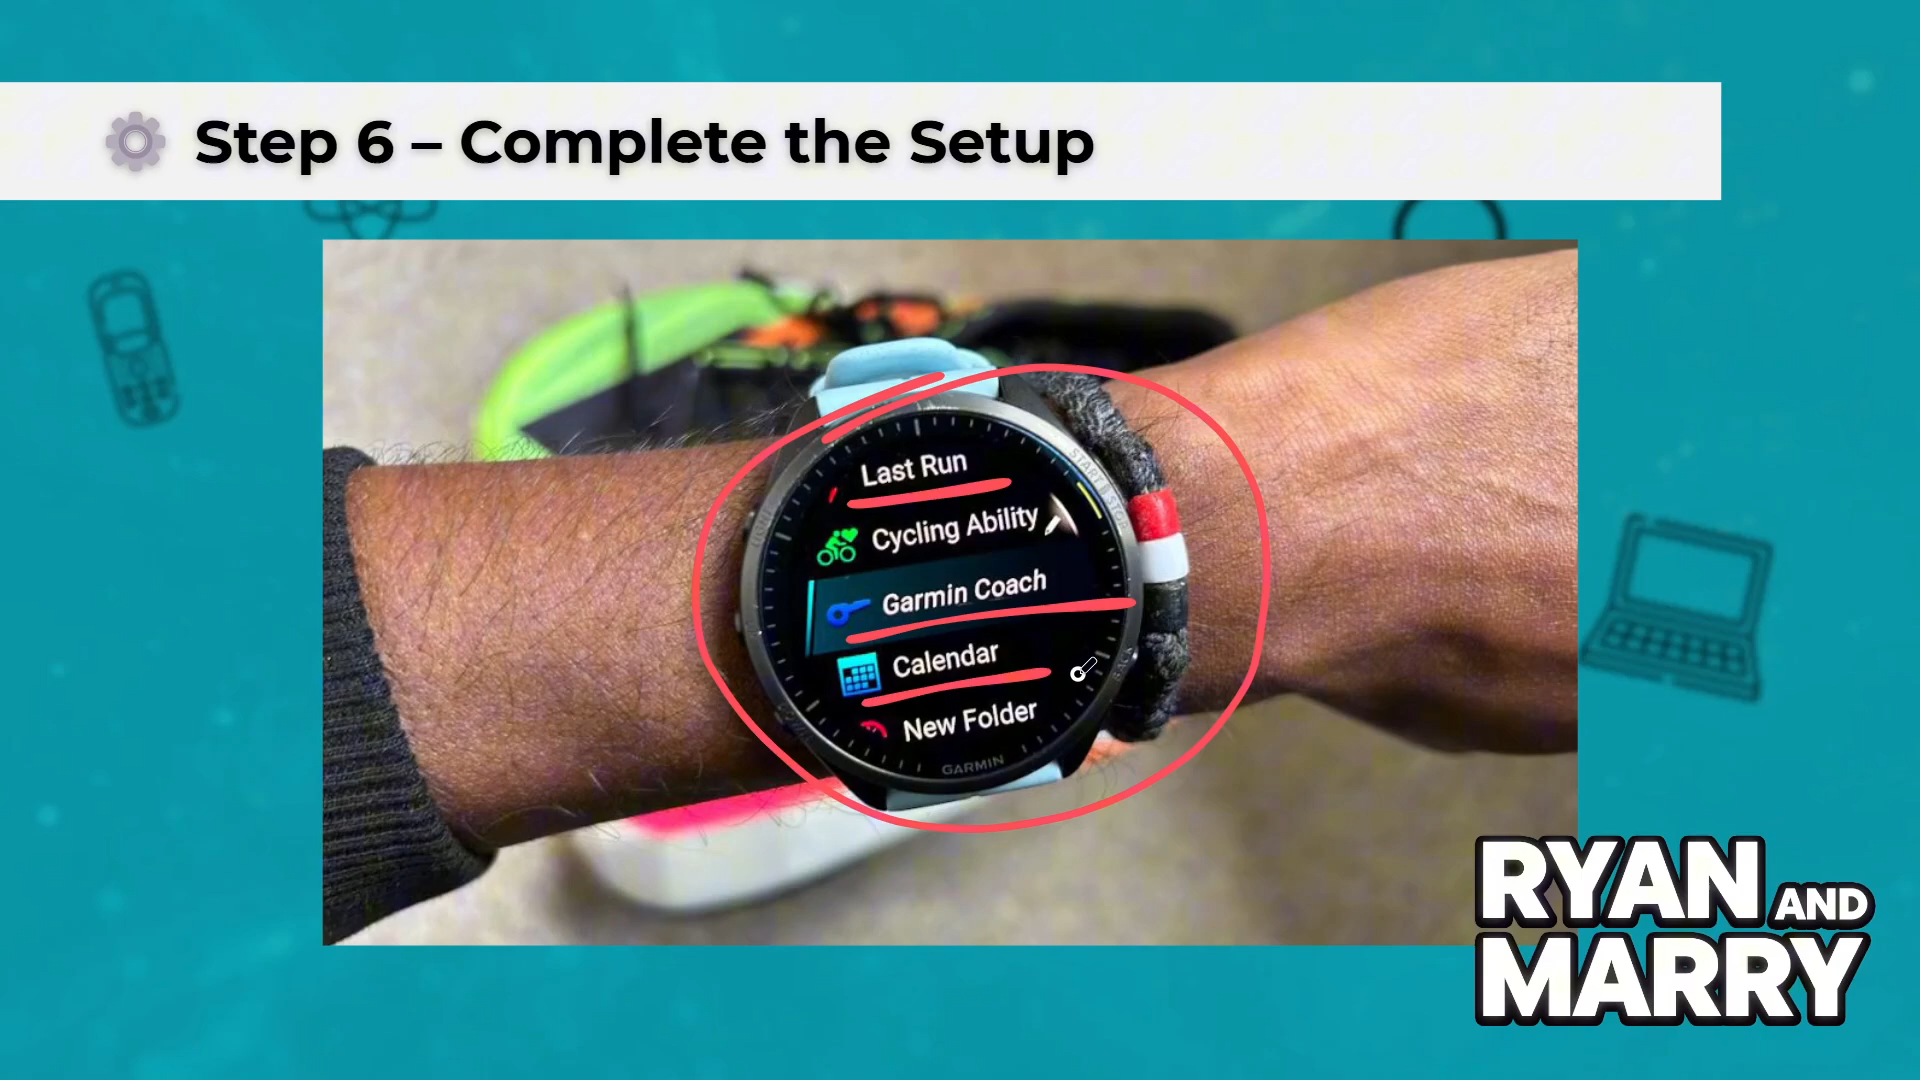 Step 6 – Complete the Setup
Last Run
Cycling Ability
Garmin Coach
Calendar
New Folder
GARMIN
RYAN AND
MARRY